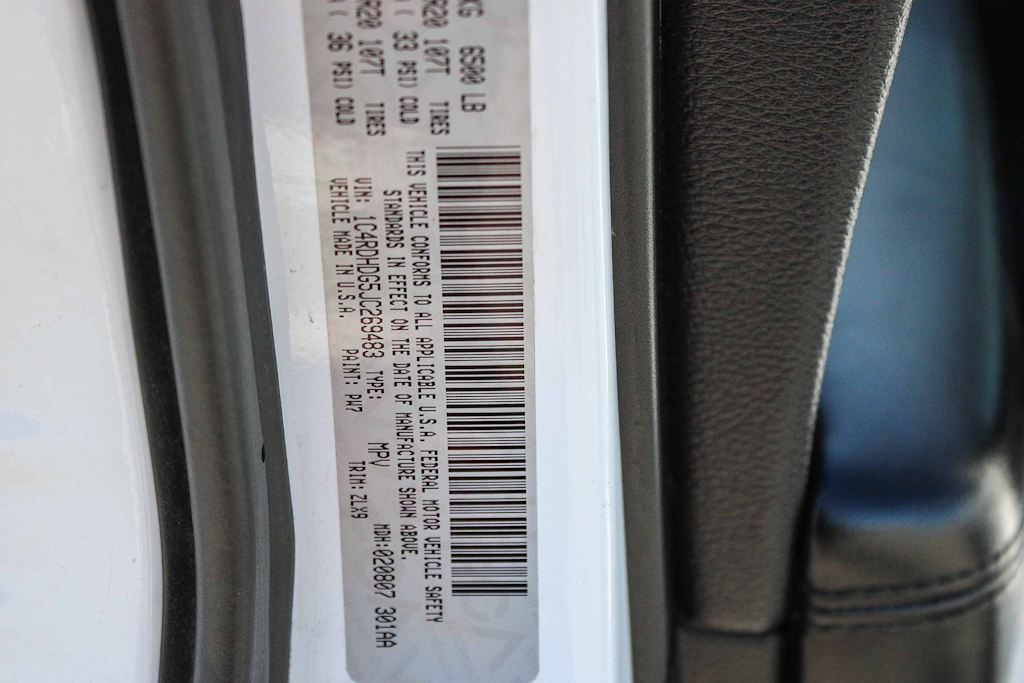 KG 6500 LB
R20 107T TIRES
( 33 PSI) COLD
R20 107T TIRES
( 36 PSI) COLD
THIS VEHICLE CONFORMS TO ALL APPLICABLE U.S.A. FEDERAL MOTOR VEHICLE SAFETY
STANDARDS IN EFFECT ON THE DATE OF MANUFACTURE SHOWN ABOVE.
VIN: 1C4RDHDG5JC269483 TYPE: MPV MDH:020807 301AA
VEHICLE MADE IN U.S.A. PAINT: PW7 TRIM: ZLX9